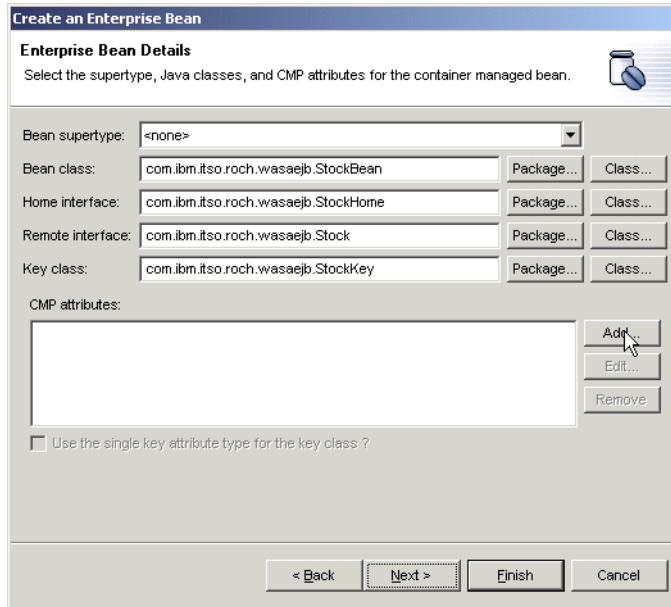 Create an Enterprise Bean
Enterprise Bean Details
Select the supertype, Java classes, and CMP attributes for the container managed bean.
Bean supertype: <none>
Bean class: com.ibm.itso.roch.wasaejb.StockBean Package... Class...
Home interface: com.ibm.itso.roch.wasaejb.StockHome Package... Class...
Remote interface: com.ibm.itso.roch.wasaejb.Stock Package... Class...
Key class: com.ibm.itso.roch.wasaejb.StockKey Package... Class...
CMP attributes:
Add...
Edit...
Remove
Use the single key attribute type for the key class ?
< Back Next > Finish Cancel